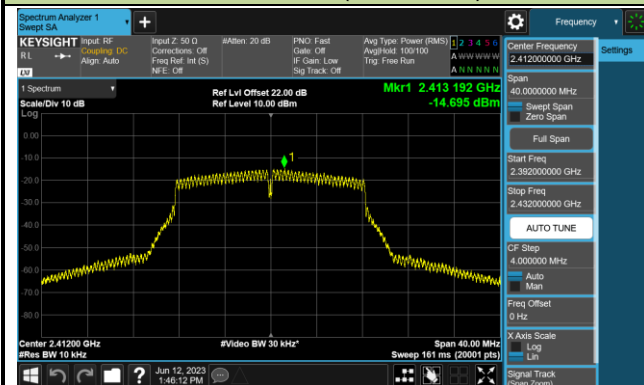 Spectrum Analyzer 1
Swept SA
Frequency
KEYSIGHT
R L
LXI
Input: RF
Coupling: DC
Align: Auto
Input Z: 50 Ω
Corrections: Off
Freq Ref: Int (S)
NFE: Off
#Atten: 20 dB
PNO: Fast
Gate: Off
IF Gain: Low
Sig Track: Off
Avg Type: Power (RMS)
Avg|Hold: 100/100
Trig: Free Run
1 2 3 4 5 6
A W W W W W
A N N N N N
1 Spectrum
Scale/Div 10 dB
Log
Ref Lvl Offset 22.00 dB
Ref Level 10.00 dBm
Mkr1 2.413 192 GHz
-14.695 dBm
1
0.00
-10.0
-20.0
-30.0
-40.0
-50.0
-60.0
-70.0
-80.0
Center 2.41200 GHz
#Res BW 10 kHz
#Video BW 30 kHz*
Span 40.00 MHz
Sweep 161 ms (20001 pts)
?
Jun 12, 2023
1:46:12 PM
Center Frequency
2.412000000 GHz
Settings
Span
40.0000000 MHz
Swept Span
Zero Span
Full Span
Start Freq
2.392000000 GHz
Stop Freq
2.432000000 GHz
AUTO TUNE
CF Step
4.000000 MHz
Auto
Man
Freq Offset
0 Hz
X Axis Scale
Log
Lin
Signal Track
(Span Zoom)